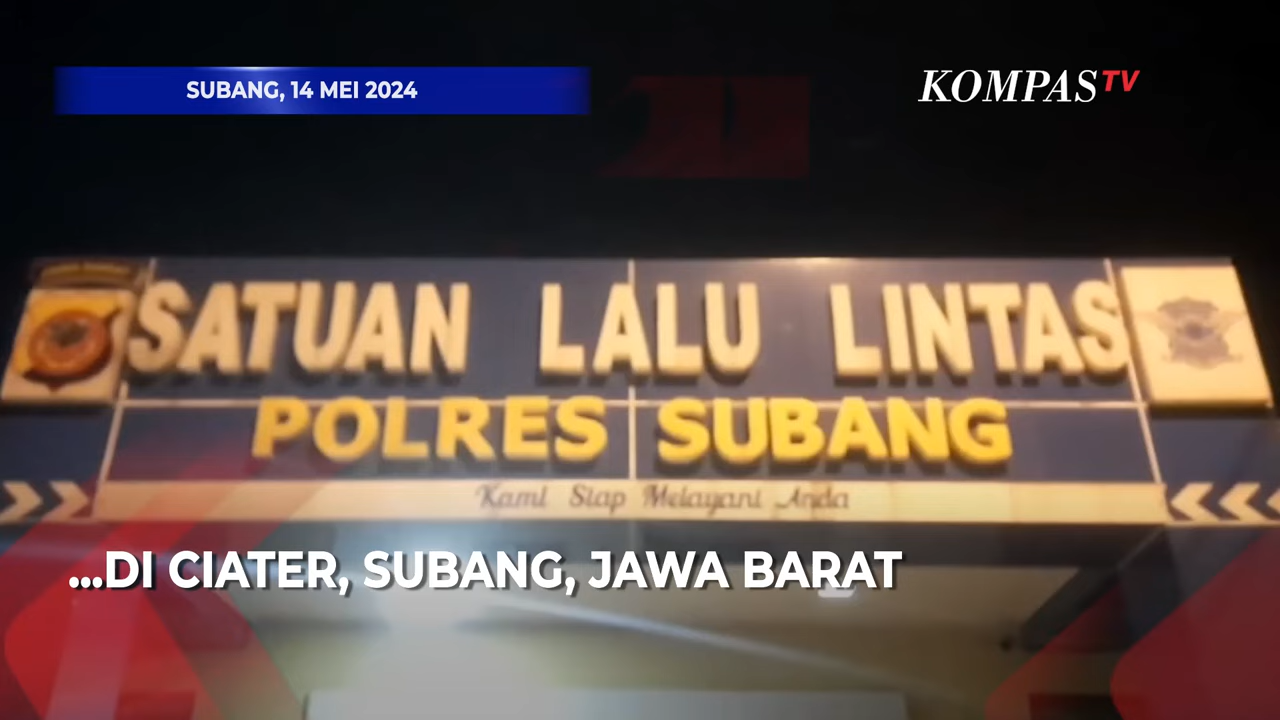 SUBANG, 14 MEI 2024
KOMPASTV
SATUAN LALU LINTAS
POLRES SUBANG
Kami Siap Melayani Anda
...DI CIATER, SUBANG, JAWA BARAT